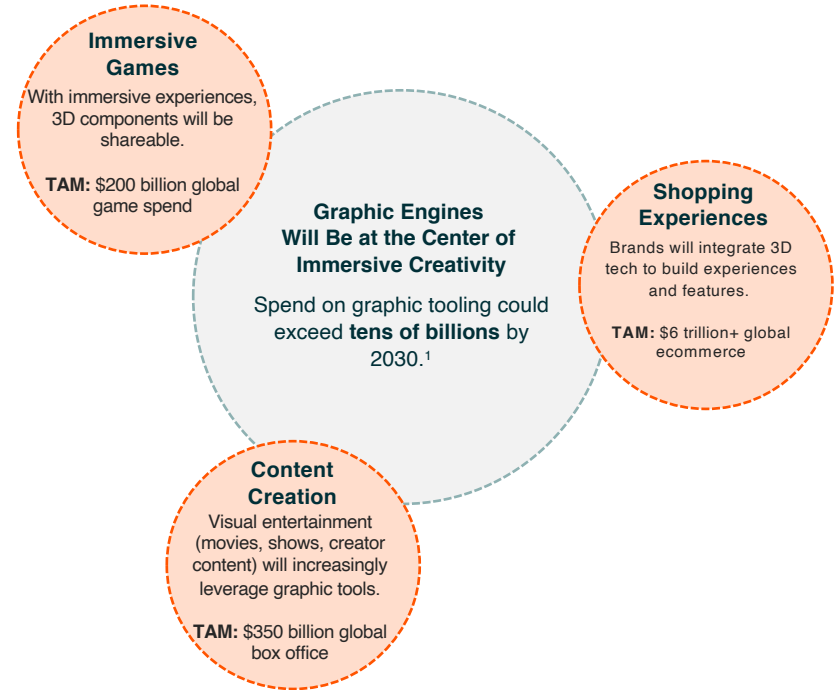 Immersive
Games
With immersive experiences,
3D components will be
shareable.
TAM: $200 billion global
game spend
Graphic Engines
Will Be at the Center of
Immersive Creativity
Spend on graphic tooling could
exceed tens of billions by
2030.¹
Shopping
Experiences
Brands will integrate 3D
tech to build experiences
and features.
TAM: $6 trillion+ global
ecommerce
Content
Creation
Visual entertainment
(movies, shows, creator
content) will increasingly
leverage graphic tools.
TAM: $350 billion global
box office